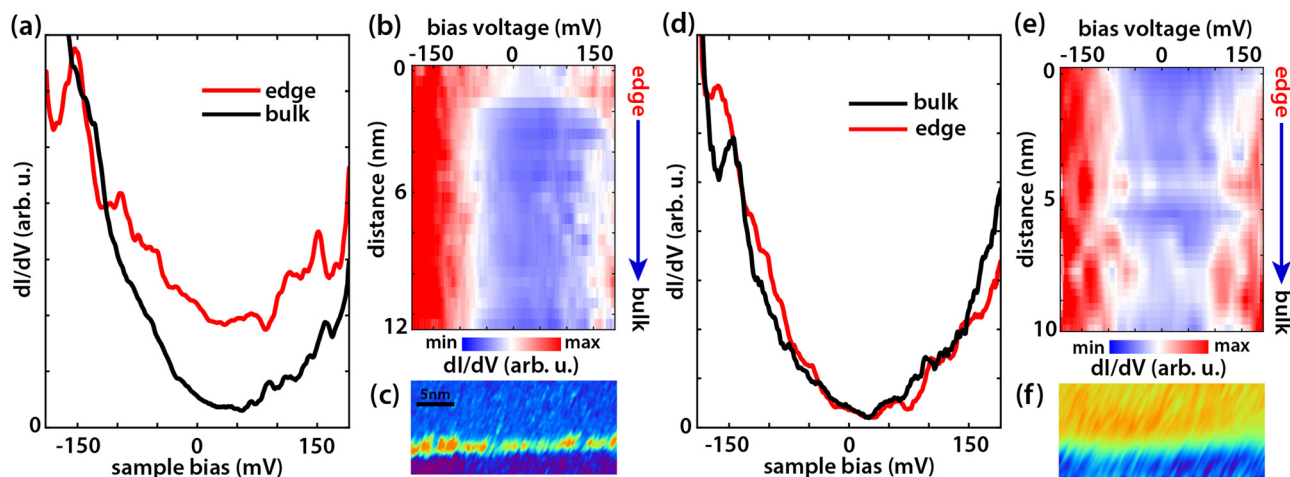 (a)
dI/dV (arb. u.)
0
-150
0
150
sample bias (mV)
edge
bulk
(b)
bias voltage (mV)
-150
0
150
0
6
12
distance (nm)
edge
bulk
min
max
dI/dV (arb. u.)
(c)
5nm
(d)
dI/dV (arb. u.)
0
-150
0
150
sample bias (mV)
bulk
edge
(e)
bias voltage (mV)
-150
0
150
0
5
10
distance (nm)
edge
bulk
min
max
dI/dV (arb. u.)
(f)